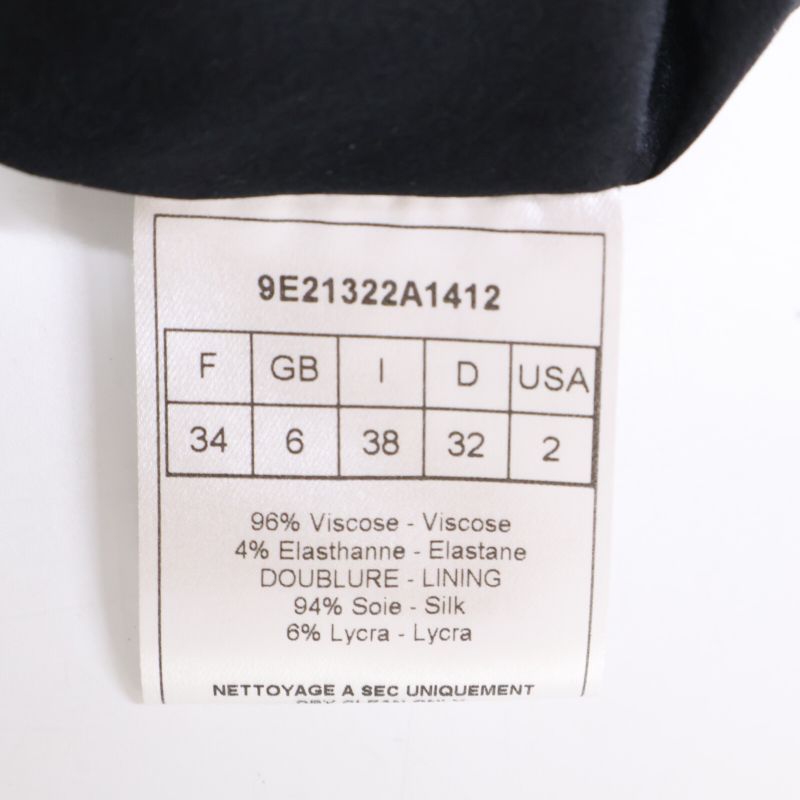 9E21322A1412
F GB I D USA
34 6 38 32 2
96% Viscose - Viscose
4% Elasthanne - Elastane
DOUBLURE - LINING
94% Soie - Silk
6% Lycra - Lycra
NETTOYAGE A SEC UNIQUEMENT